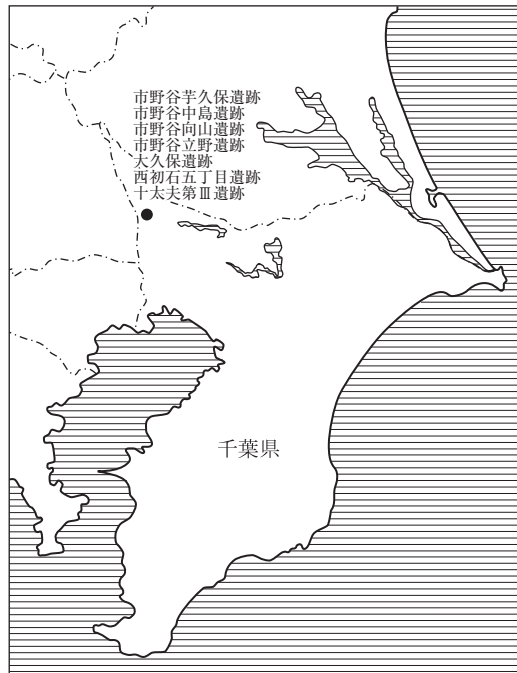 市野谷芋久保遺跡
市野谷中島遺跡
市野谷向山遺跡
市野谷立野遺跡
大久保遺跡
西初石五丁目遺跡
十太夫第Ⅲ遺跡
千葉県